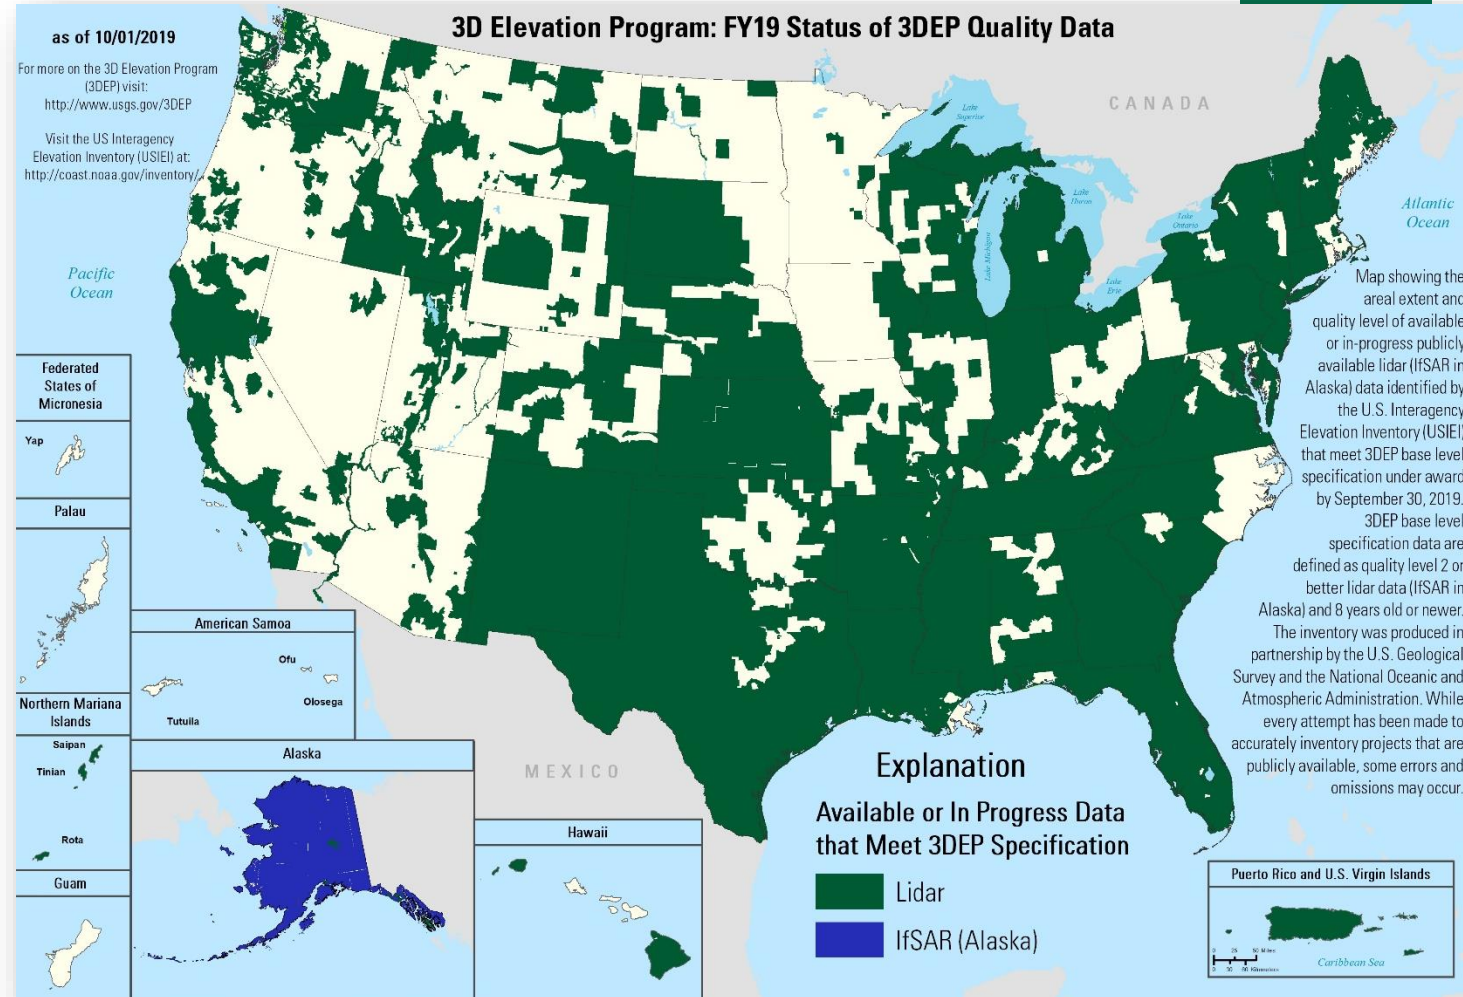 3D Elevation Program: FY19 Status of 3DEP Quality Data
as of 10/01/2019
For more on the 3D Elevation Program
(3DEP) visit:
http://www.usgs.gov/3DEP
Visit the US Interagency
Elevation Inventory (USIEI) at:
http://coast.noaa.gov/inventory/
CANADA
Lake
Superior
Lake
Huron
Lake Michigan
Lake
Ontario
Lake
Erie
Atlantic
Ocean
Pacific
Ocean
Map showing the
areal extent and
quality level of available
or in-progress publicly
available lidar (IfSAR in
Alaska) data identified by
the U.S. Interagency
Elevation Inventory (USIEI)
that meet 3DEP base level
specification under award
by September 30, 2019.
3DEP base level
specification data are
defined as quality level 2 or
better lidar data (IfSAR in
Alaska) and 8 years old or newer.
The inventory was produced in
partnership by the U.S. Geological
Survey and the National Oceanic and
Atmospheric Administration. While
every attempt has been made to
accurately inventory projects that are
publicly available, some errors and
omissions may occur.
Federated
States of
Micronesia
Yap
Palau
American Samoa
Ofu
Olosega
Tutuila
Northern Mariana
Islands
Saipan
Tinian
Rota
Guam
Alaska
MEXICO
Hawaii
Explanation
Available or In Progress Data
that Meet 3DEP Specification
Lidar
IfSAR (Alaska)
Puerto Rico and U.S. Virgin Islands
0 25 50 Miles
Caribbean Sea